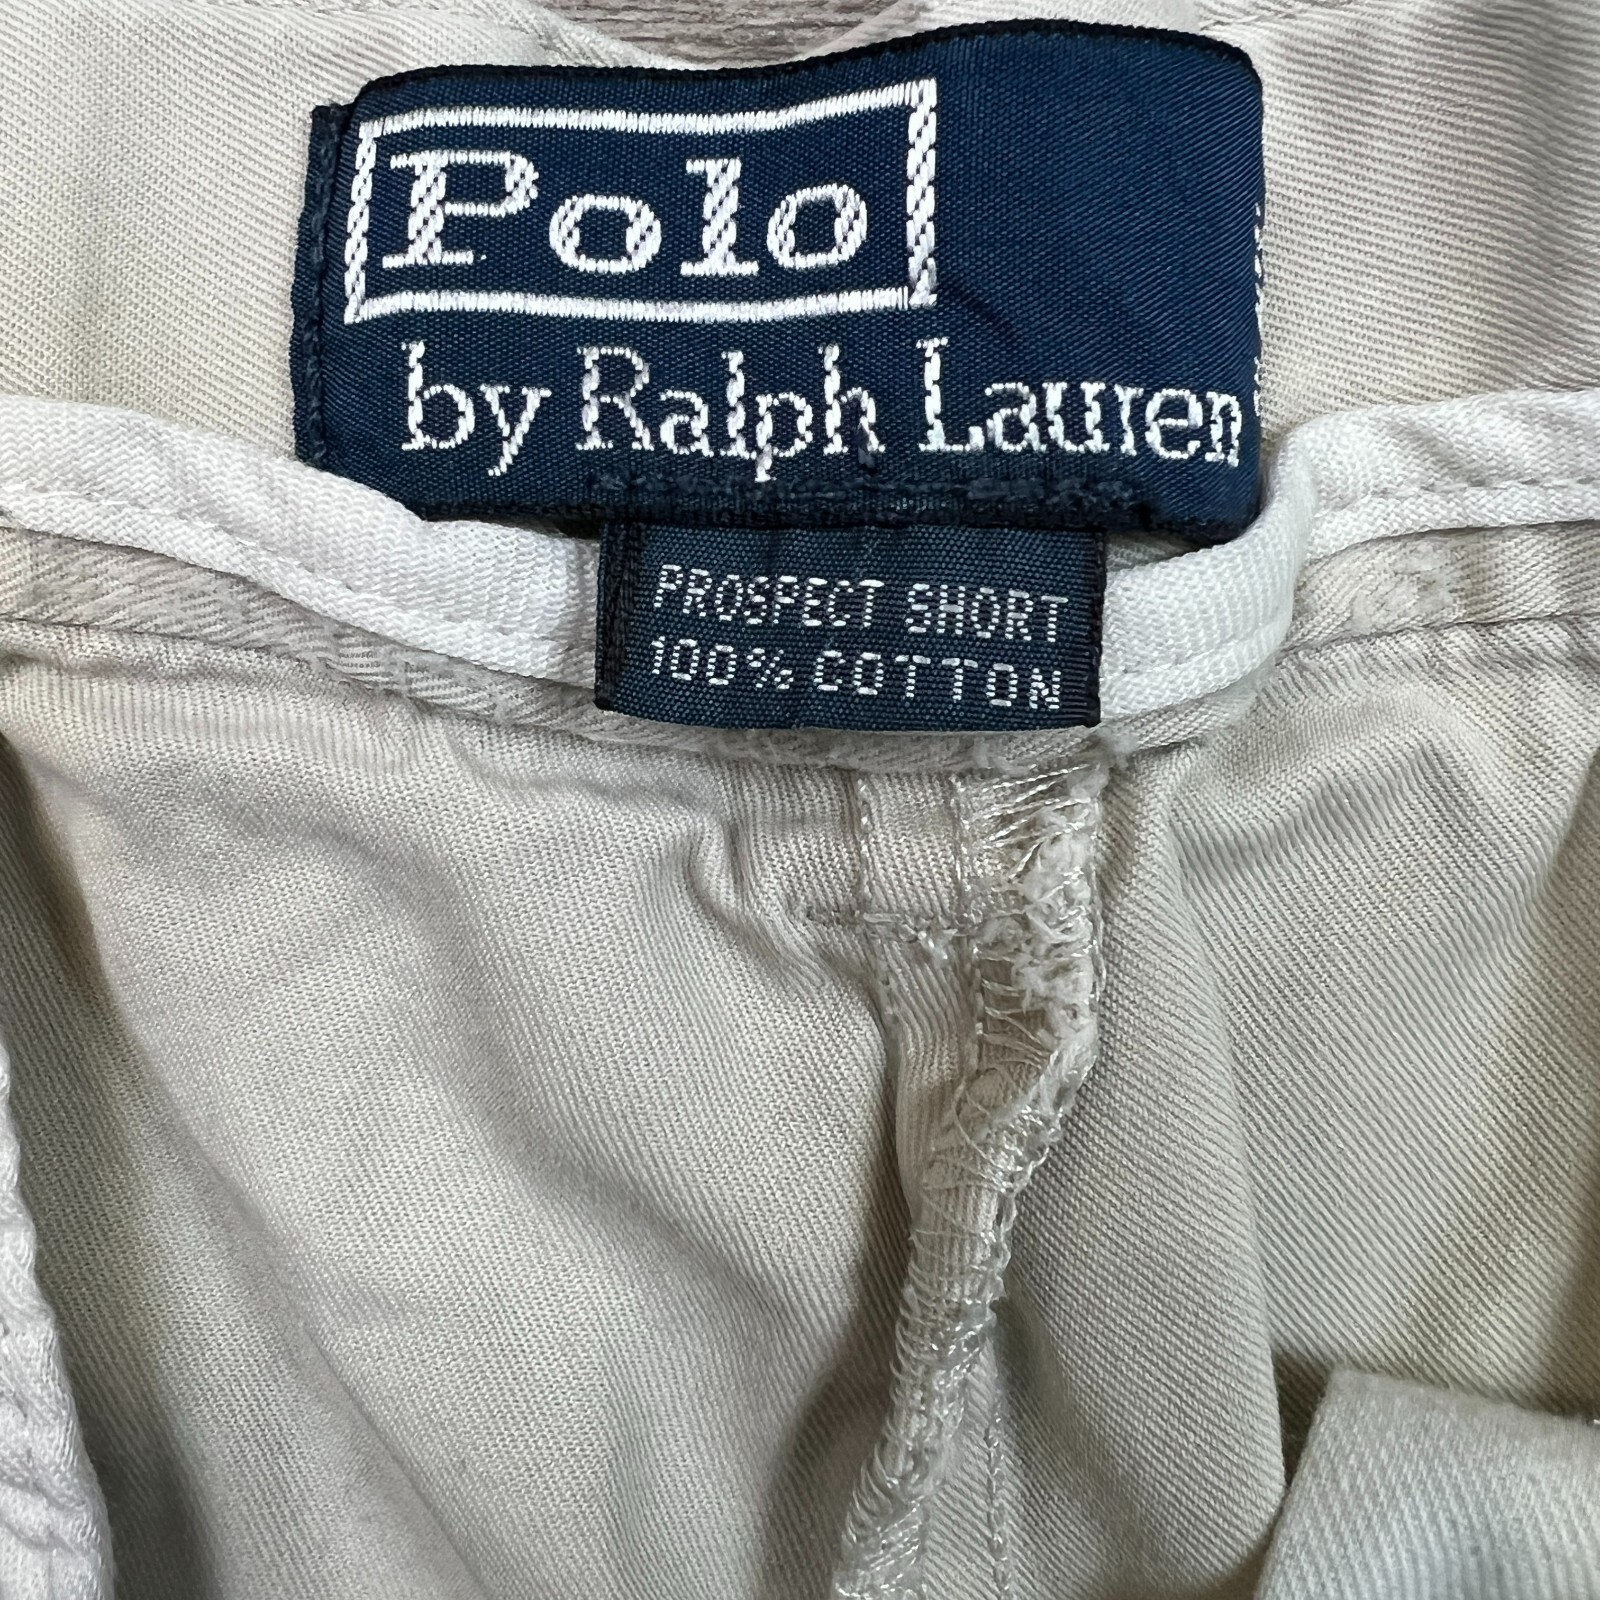 Polo
by Ralph Lauren
PROSPECT SHORT
100% COTTON